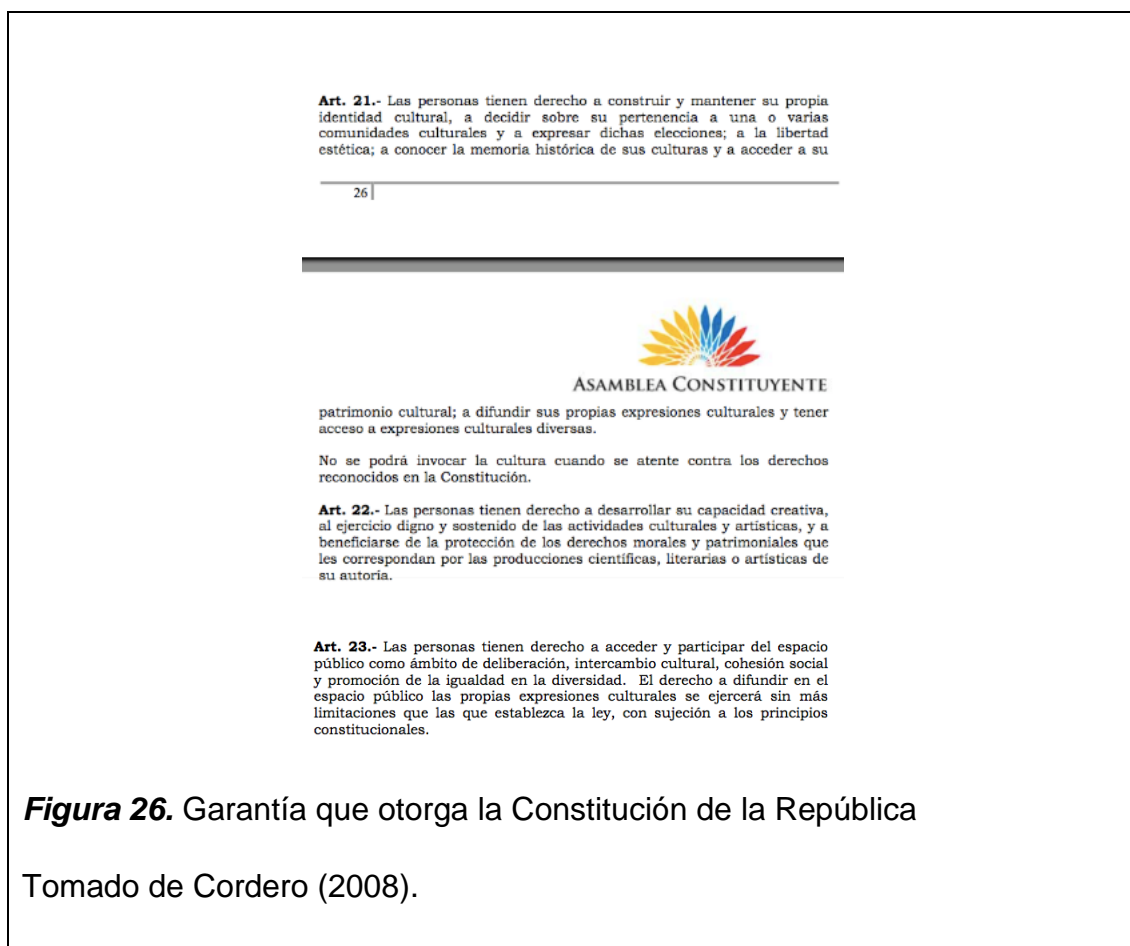 Art. 21.- Las personas tienen derecho a construir y mantener su propia
identidad cultural, a decidir sobre su pertenencia a una o varias
comunidades culturales y a expresar dichas elecciones; a la libertad
estética; a conocer la memoria histórica de sus culturas y a acceder a su
26
ASAMBLEA CONSTITUYENTE
patrimonio cultural; a difundir sus propias expresiones culturales y tener
acceso a expresiones culturales diversas.
No se podrá invocar la cultura cuando se atente contra los derechos
reconocidos en la Constitución.
Art. 22.- Las personas tienen derecho a desarrollar su capacidad creativa,
al ejercicio digno y sostenido de las actividades culturales y artísticas, y a
beneficiarse de la protección de los derechos morales y patrimoniales que
les correspondan por las producciones científicas, literarias o artísticas de
su autoría.
Art. 23.- Las personas tienen derecho a acceder y participar del espacio
público como ámbito de deliberación, intercambio cultural, cohesión social
y promoción de la igualdad en la diversidad. El derecho a difundir en el
espacio público las propias expresiones culturales se ejercerá sin más
limitaciones que las que establezca la ley, con sujeción a los principios
constitucionales.
Figura 26. Garantía que otorga la Constitución de la República
Tomado de Cordero (2008).